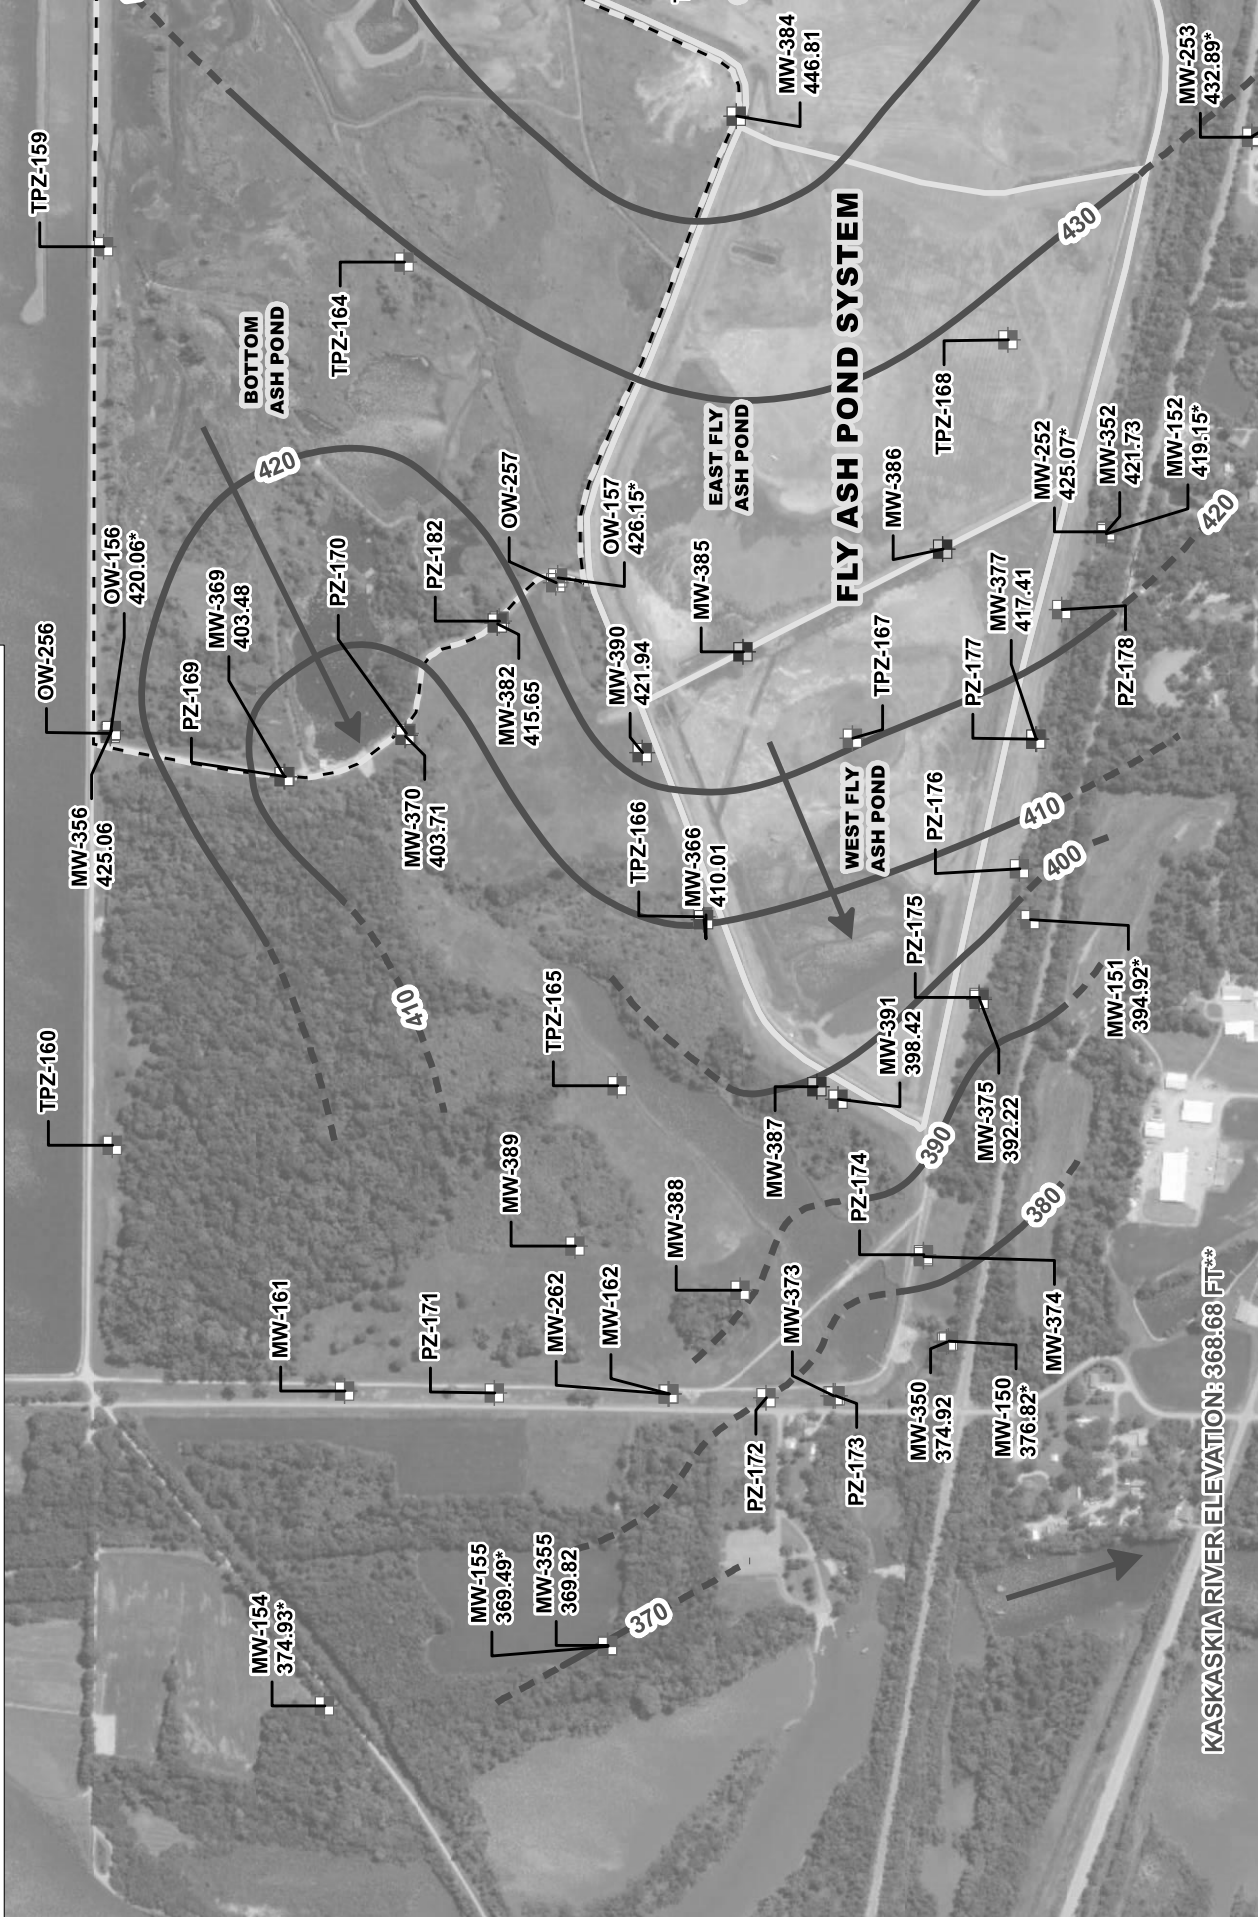 TPZ-159
MW-384
446.81
MW-253
432.89*
TPZ-164
BOTTOM
ASH POND
430
FLY ASH POND SYSTEM
TPZ-168
EAST FLY
ASH POND
420
OW-257
OW-157
426.15*
MW-386
MW-252
425.07*
MW-352
421.73
MW-152
419.15*
420
OW-256
OW-156
420.06*
MW-369
403.48
PZ-169
PZ-170
PZ-182
MW-382
415.65
MW-390
421.94
MW-385
TPZ-167
PZ-177
MW-377
417.41
PZ-178
MW-356
425.06
MW-370
403.71
TPZ-166
MW-366
410.01
WEST FLY
ASH POND
PZ-176
410
400
410
TPZ-160
TPZ-165
PZ-175
MW-391
398.42
MW-151
394.92*
MW-375
392.22
MW-387
390
PZ-174
380
MW-389
MW-388
MW-161
PZ-171
MW-262
MW-162
MW-373
MW-374
PZ-172
PZ-173
MW-350
374.92
MW-150
376.82*
MW-154
374.93*
MW-155
369.49*
MW-355
369.82
370
KASKASKIA RIVER ELEVATION: 368.68 FT**